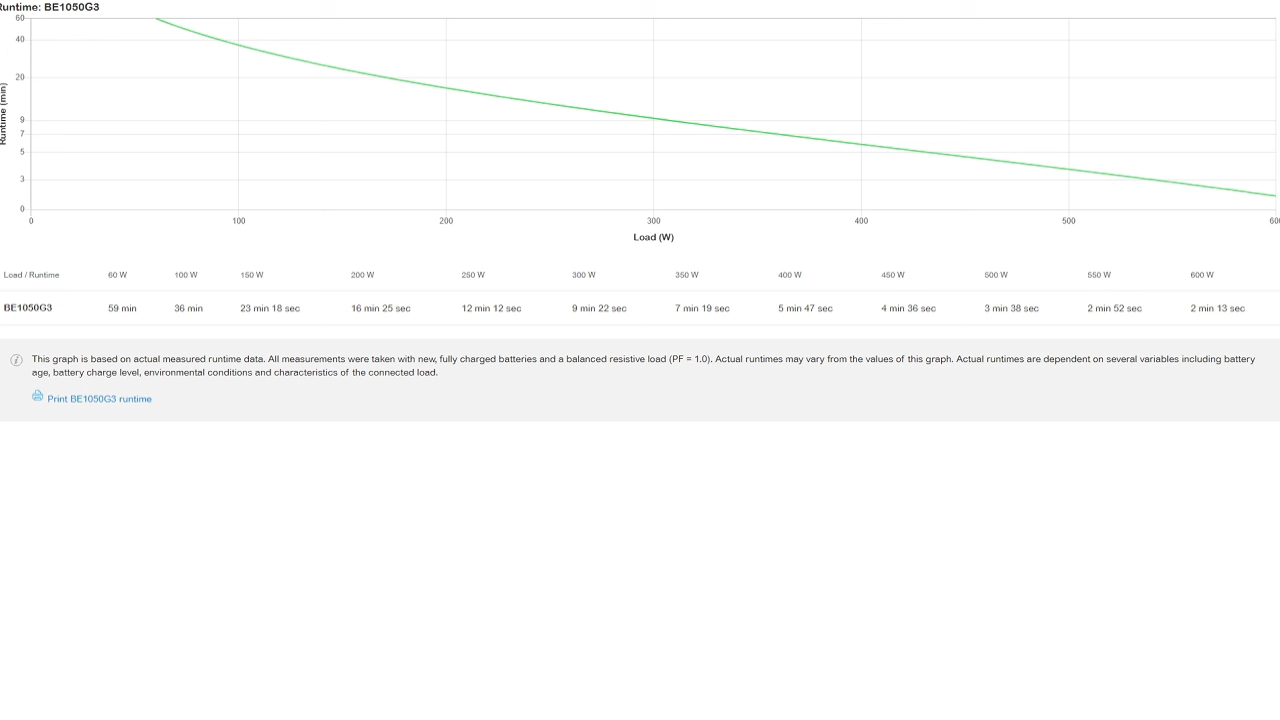 Runtime: BE1050G3
60
40
20
9
7
5
3
0
Runtime (min)
0 100 200 300 400 500 60
Load (W)
Load / Runtime 60 W 100 W 150 W 200 W 250 W 300 W 350 W 400 W 450 W 500 W 550 W 600 W
BE1050G3 59 min 36 min 23 min 18 sec 16 min 25 sec 12 min 12 sec 9 min 22 sec 7 min 19 sec 5 min 47 sec 4 min 36 sec 3 min 38 sec 2 min 52 sec 2 min 13 sec
i This graph is based on actual measured runtime data. All measurements were taken with new, fully charged batteries and a balanced resistive load (PF = 1.0). Actual runtimes may vary from the values of this graph. Actual runtimes are dependent on several variables including battery
age, battery charge level, environmental conditions and characteristics of the connected load.
Print BE1050G3 runtime